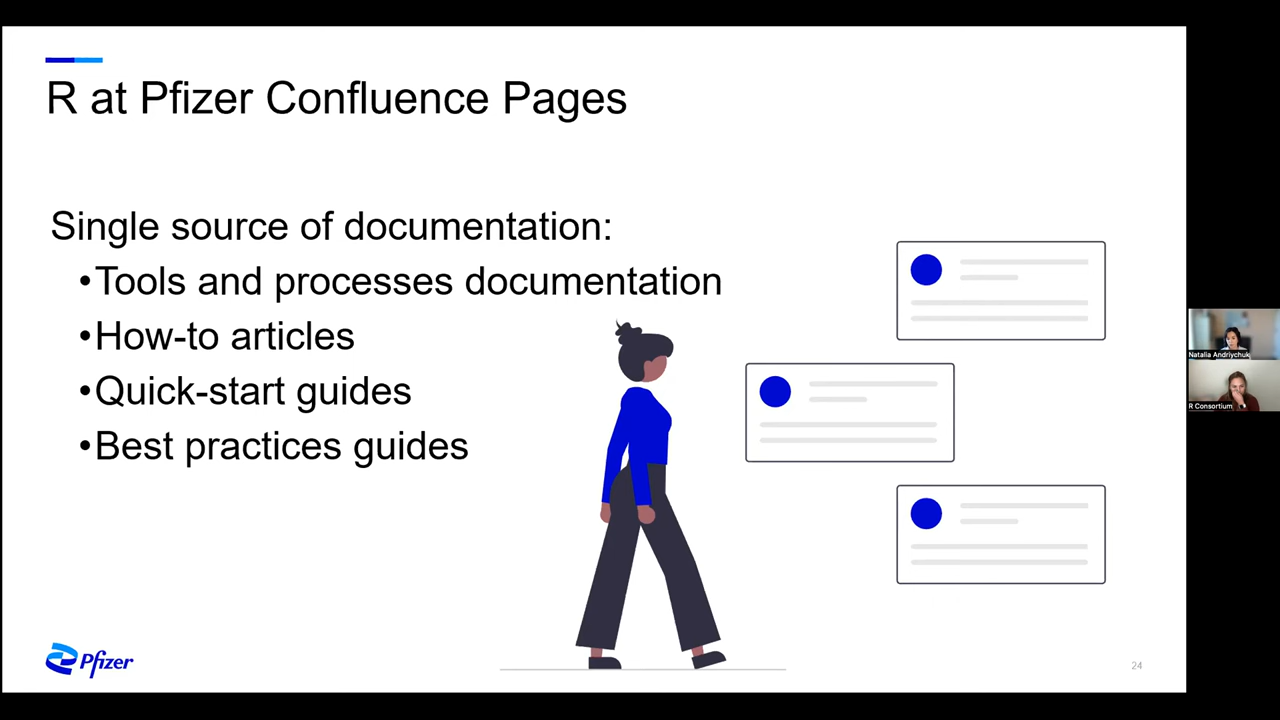 R at Pfizer Confluence Pages
Single source of documentation:
•Tools and processes documentation
•How-to articles
•Quick-start guides
•Best practices guides
Natalia Andriychuk
R Consortium
Pfizer
24